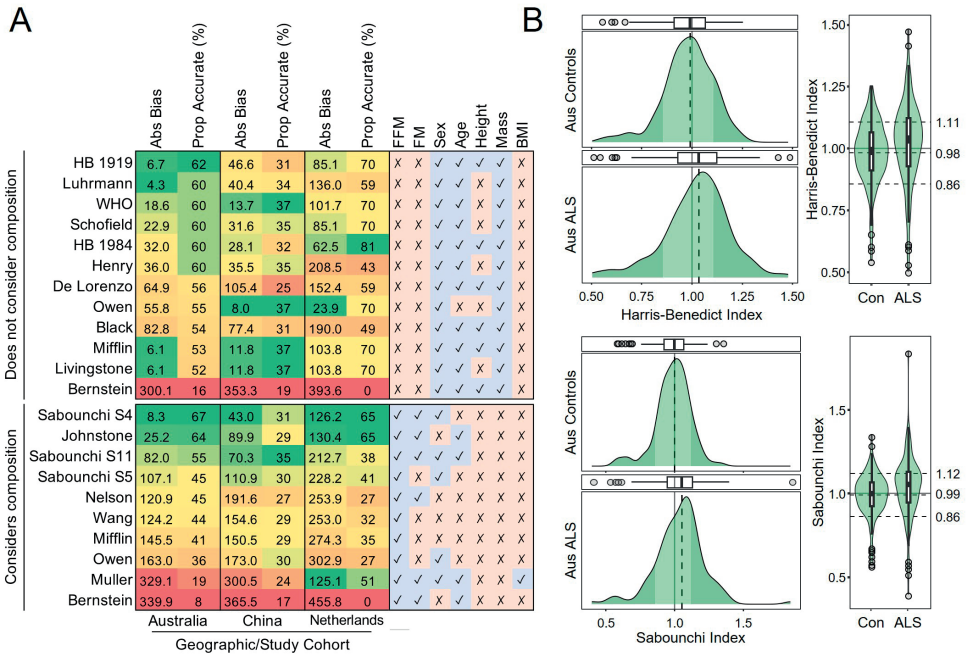 A
B
Abs Bias
Prop Accurate (%)
Abs Bias
Prop Accurate (%)
Abs Bias
Prop Accurate (%)
FFM
FM
Sex
Age
Height
Mass
BMI
Does not consider composition
HB 1919 6.7 62 46.6 31 85.1 70 ✗ ✗ ✓ ✓ ✓ ✓ ✗
Luhrmann 4.3 60 40.4 34 136.0 59 ✗ ✗ ✓ ✓ ✗ ✓ ✗
WHO 18.6 60 13.7 37 101.7 70 ✗ ✗ ✓ ✓ ✗ ✓ ✗
Schofield 22.9 60 31.6 35 85.1 70 ✗ ✗ ✓ ✓ ✗ ✓ ✗
HB 1984 32.0 60 28.1 32 62.5 81 ✗ ✗ ✓ ✓ ✓ ✓ ✗
Henry 36.0 60 35.5 35 208.5 43 ✗ ✗ ✓ ✓ ✗ ✓ ✗
De Lorenzo 64.9 56 105.4 25 152.4 59 ✗ ✗ ✓ ✓ ✓ ✓ ✗
Owen 55.8 55 8.0 37 23.9 70 ✗ ✗ ✓ ✗ ✗ ✓ ✗
Black 82.8 54 77.4 31 190.0 49 ✗ ✗ ✓ ✓ ✓ ✓ ✗
Mifflin 6.1 53 11.8 37 103.8 70 ✗ ✗ ✓ ✓ ✓ ✓ ✗
Livingstone 6.1 52 11.8 37 103.8 70 ✗ ✗ ✓ ✓ ✗ ✓ ✗
Bernstein 300.1 16 353.3 19 393.6 0 ✗ ✗ ✓ ✓ ✓ ✓ ✗
Considers composition
Sabounchi S4 8.3 67 43.0 31 126.2 65 ✓ ✓ ✓ ✗ ✗ ✗ ✗
Johnstone 25.2 64 89.9 29 130.4 65 ✓ ✓ ✗ ✓ ✗ ✗ ✗
Sabounchi S11 82.0 55 70.3 35 212.7 38 ✓ ✓ ✓ ✓ ✗ ✗ ✗
Sabounchi S5 107.1 45 110.9 30 228.2 41 ✓ ✗ ✓ ✗ ✗ ✗ ✗
Nelson 120.9 45 191.6 27 253.9 27 ✓ ✓ ✗ ✗ ✗ ✗ ✗
Wang 124.2 44 154.6 29 253.0 32 ✓ ✗ ✗ ✗ ✗ ✗ ✗
Mifflin 145.5 41 150.5 29 274.3 35 ✓ ✗ ✗ ✗ ✗ ✗ ✗
Owen 163.0 36 173.0 30 302.9 27 ✓ ✗ ✓ ✗ ✗ ✗ ✗
Muller 329.1 19 300.5 24 125.1 51 ✓ ✓ ✓ ✓ ✗ ✗ ✓
Bernstein 339.9 8 365.5 17 455.8 0 ✓ ✓ ✗ ✓ ✗ ✗ ✗
Australia China Netherlands
Geographic/Study Cohort
Aus Controls
Aus ALS
0.50 0.75 1.00 1.25 1.50
Harris-Benedict Index
Harris-Benedict Index
1.50
1.25
1.00
0.75
0.50
1.11
0.98
0.86
Con ALS
Aus Controls
Aus ALS
0.5 1.0 1.5
Sabounchi Index
Sabounchi Index
1.5
1.0
0.5
1.12
0.99
0.86
Con ALS